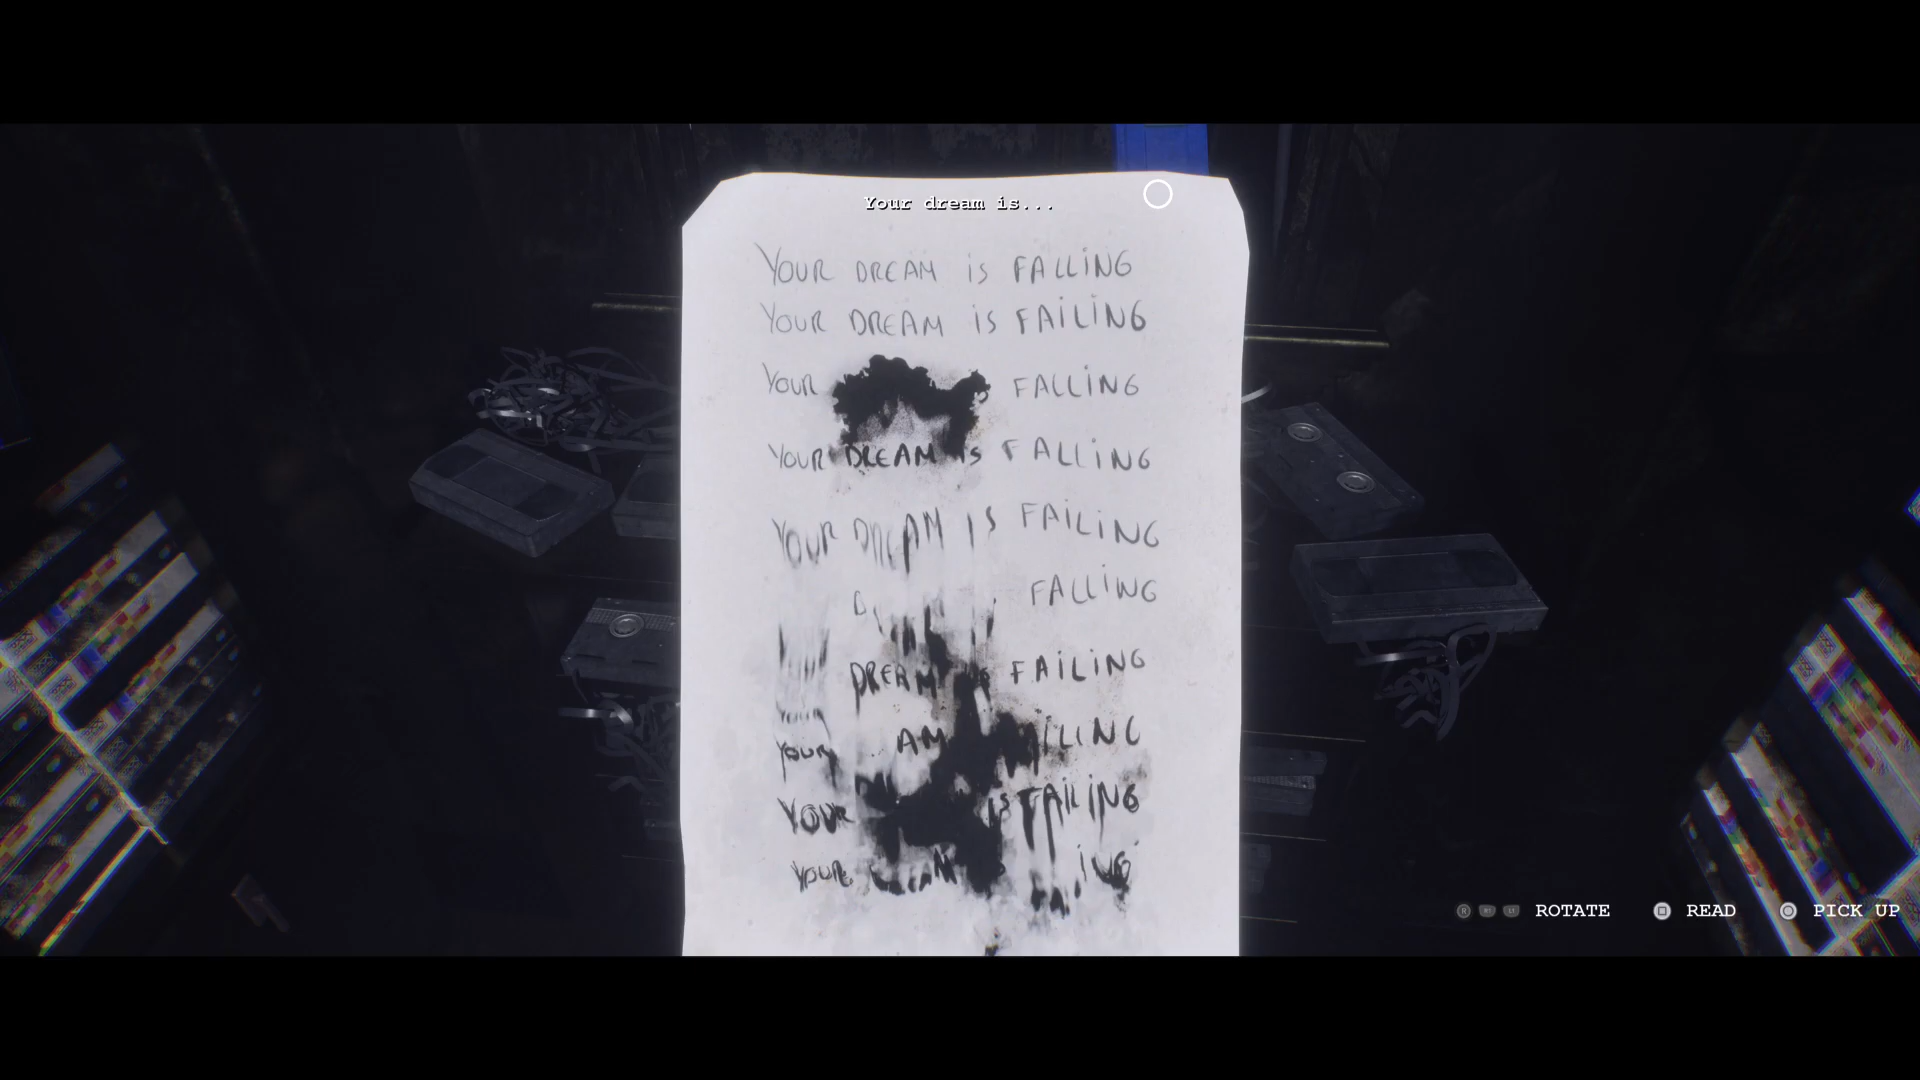 Your dream is...
YOUR DREAM iS FALLiNG
YOUR DREAM iS FAiLiNG
YOUR FALLiNG
YOUR DREAM iS FALLiNG
YOUR DREAM IS FAiLiNG
FALLiNG
DREAM FAiLiNG
YOUR AM
YOUR IS FAiLiNG
YOUR
ROTATE READ PICK UP